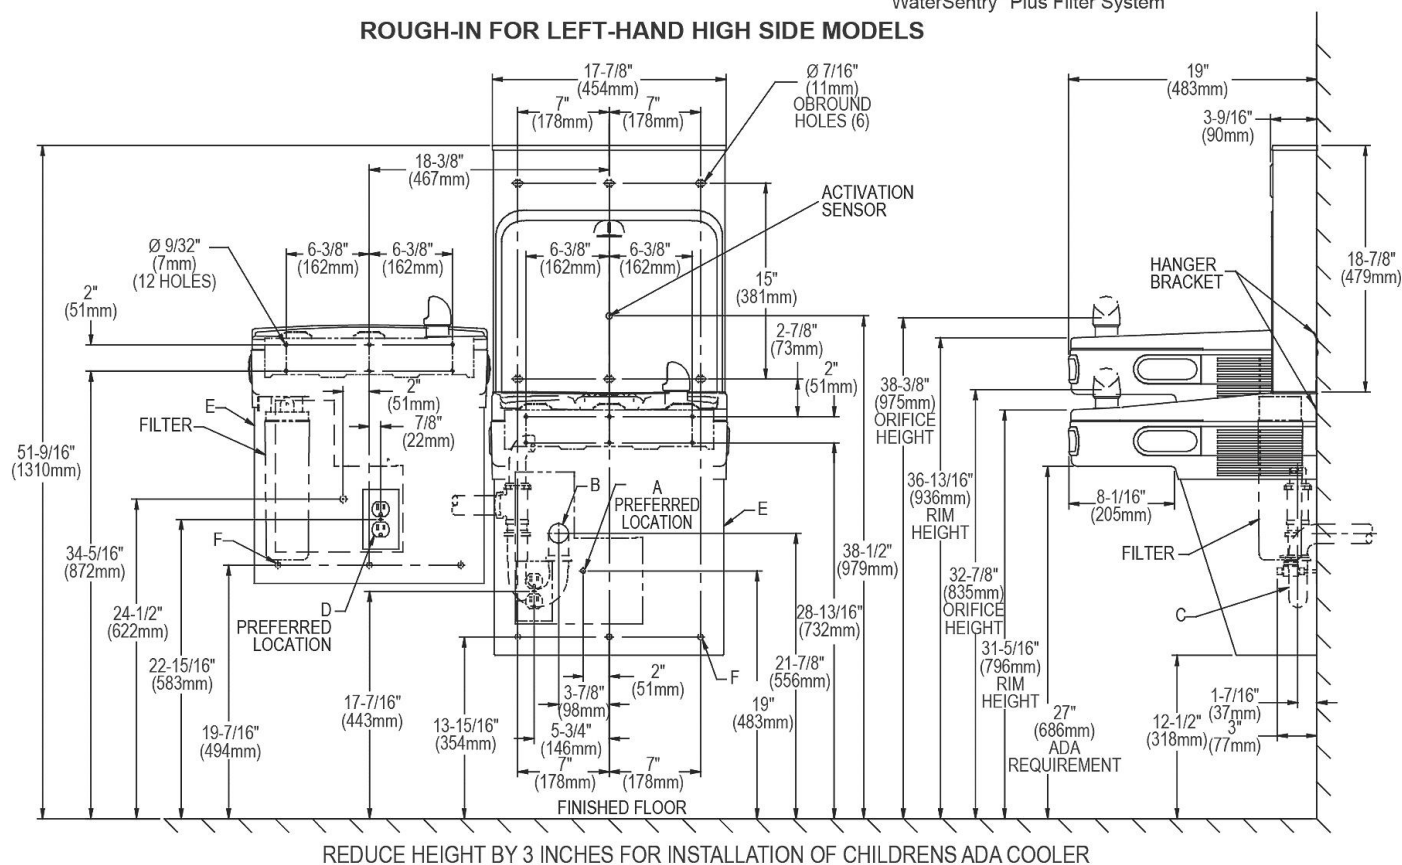 WaterSentry® Plus Filter System
ROUGH-IN FOR LEFT-HAND HIGH SIDE MODELS
17-7/8"
(454mm)
7"
(178mm)
7"
(178mm)
Ø 7/16"
(11mm)
OBROUND
HOLES (6)
19"
(483mm)
3-9/16"
(90mm)
18-3/8"
(467mm)
ACTIVATION
SENSOR
Ø 9/32"
(7mm)
(12 HOLES)
6-3/8"
(162mm)
6-3/8"
(162mm)
6-3/8"
(162mm)
6-3/8"
(162mm)
15"
(381mm)
HANGER
BRACKET
18-7/8"
(479mm)
2"
(51mm)
2-7/8"
(73mm)
2"
(51mm)
2"
(51mm)
7/8"
(22mm)
E
FILTER
38-3/8"
(975mm)
ORIFICE
HEIGHT
51-9/16"
(1310mm)
36-13/16"
(936mm)
RIM
HEIGHT
8-1/16"
(205mm)
B
A
PREFERRED
LOCATION
E
F
34-5/16"
(872mm)
38-1/2"
(979mm)
FILTER
32-7/8"
(835mm)
ORIFICE
HEIGHT
24-1/2"
(622mm)
D
PREFERRED
LOCATION
28-13/16"
(732mm)
C
31-5/16"
(796mm)
RIM
HEIGHT
22-15/16"
(583mm)
21-7/8"
(556mm)
F
2"
(51mm)
3-7/8"
(98mm)
17-7/16"
(443mm)
19"
(483mm)
1-7/16"
(37mm)
3"
(77mm)
27"
(686mm)
ADA
REQUIREMENT
12-1/2"
(318mm)
19-7/16"
(494mm)
13-15/16"
(354mm)
5-3/4"
(146mm)
7"
(178mm)
7"
(178mm)
FINISHED FLOOR
REDUCE HEIGHT BY 3 INCHES FOR INSTALLATION OF CHILDRENS ADA COOLER